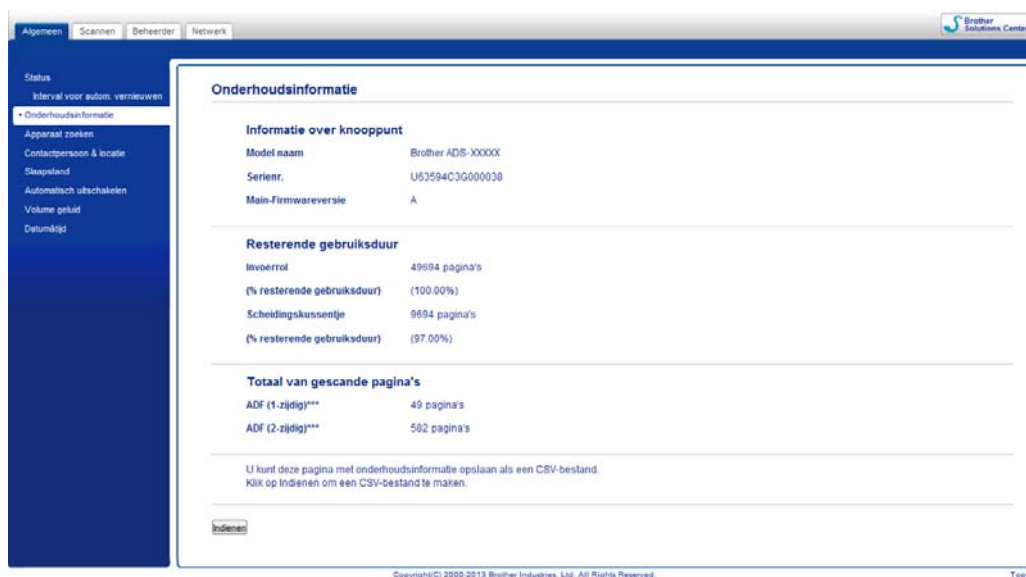 Algemeen Scannen Beheerder Netwerk
Brother
Solutions Center
Status
Interval voor autom. vernieuwen
• Onderhoudsinformatie
Apparaat zoeken
Contactpersoon & locatie
Slaapstand
Automatisch uitschakelen
Volume geluid
Datum&tijd
Onderhoudsinformatie
Informatie over knooppunt
Model naam Brother ADS-XXXXX
Serienr. U63594C3G000038
Main-Firmwareversie A
Resterende gebruiksduur
Invoerrol 49694 pagina's
(% resterende gebruiksduur) (100.00%)
Scheidingskussentje 9694 pagina's
(% resterende gebruiksduur) (97.00%)
Totaal van gescande pagina's
ADF (1-zijdig)*** 49 pagina's
ADF (2-zijdig)*** 582 pagina's
U kunt deze pagina met onderhoudsinformatie opslaan als een CSV-bestand.
Klik op Indienen om een CSV-bestand te maken.
Indienen
Copyright(C) 2000-2013 Brother Industries, Ltd. All Rights Reserved.
Top